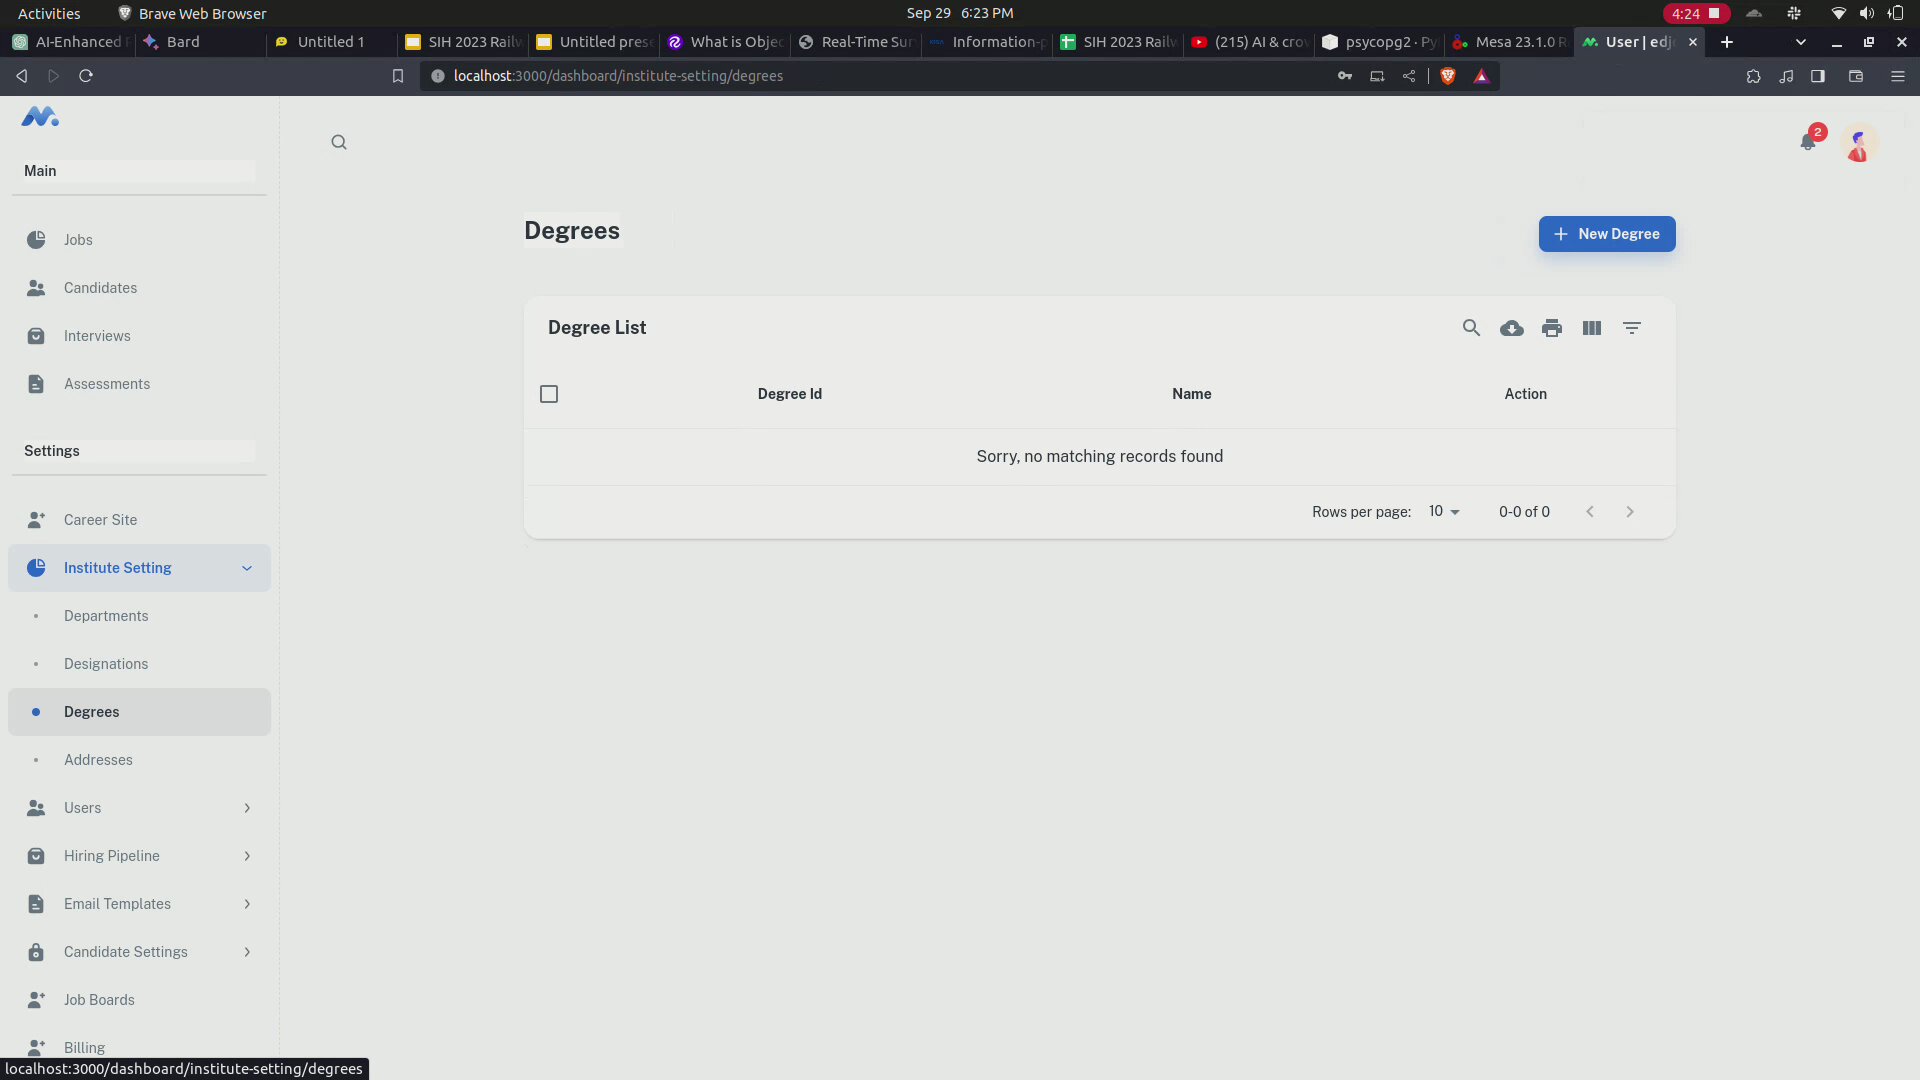 Activities
Brave Web Browser
Sep 29 6:23 PM
4:24
AI-Enhanced
Bard
Untitled 1
SIH 2023 Railw
Untitled prese
What is Objec
Real-Time Sur
Information-p
SIH 2023 Railw
(215) AI & crow
psycopg2 · Py
Mesa 23.1.0 R
User | edj
localhost:3000/dashboard/institute-setting/degrees
2
Main
Jobs
Candidates
Interviews
Assessments
Settings
Career Site
Institute Setting
Departments
Designations
Degrees
Addresses
Users
Hiring Pipeline
Email Templates
Candidate Settings
Job Boards
Billing
Degrees
New Degree
Degree List
Degree Id Name Action
Sorry, no matching records found
Rows per page: 10 0-0 of 0
localhost:3000/dashboard/institute-setting/degrees